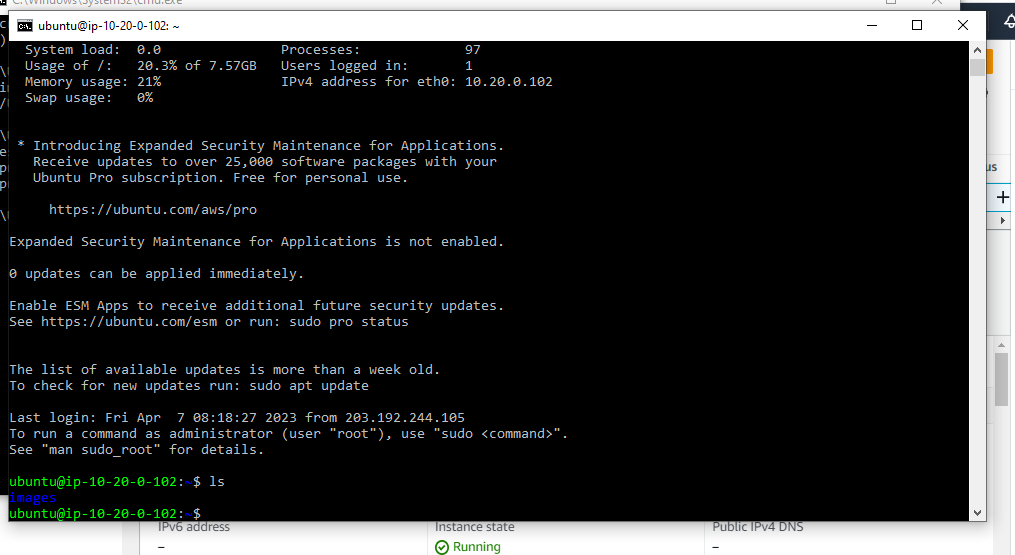 C:\Windows\System32\cmd.exe
ubuntu@ip-10-20-0-102: ~
System load: 0.0 Processes: 97
Usage of /: 20.3% of 7.57GB Users logged in: 1
Memory usage: 21% IPv4 address for eth0: 10.20.0.102
Swap usage: 0%
* Introducing Expanded Security Maintenance for Applications.
Receive updates to over 25,000 software packages with your
Ubuntu Pro subscription. Free for personal use.
https://ubuntu.com/aws/pro
Expanded Security Maintenance for Applications is not enabled.
0 updates can be applied immediately.
Enable ESM Apps to receive additional future security updates.
See https://ubuntu.com/esm or run: sudo pro status
The list of available updates is more than a week old.
To check for new updates run: sudo apt update
Last login: Fri Apr  7 08:18:27 2023 from 203.192.244.105
To run a command as administrator (user "root"), use "sudo <command>".
See "man sudo_root" for details.
ubuntu@ip-10-20-0-102:~$ ls
images
ubuntu@ip-10-20-0-102:~$
IPv6 address Instance state Public IPv4 DNS
– Running –